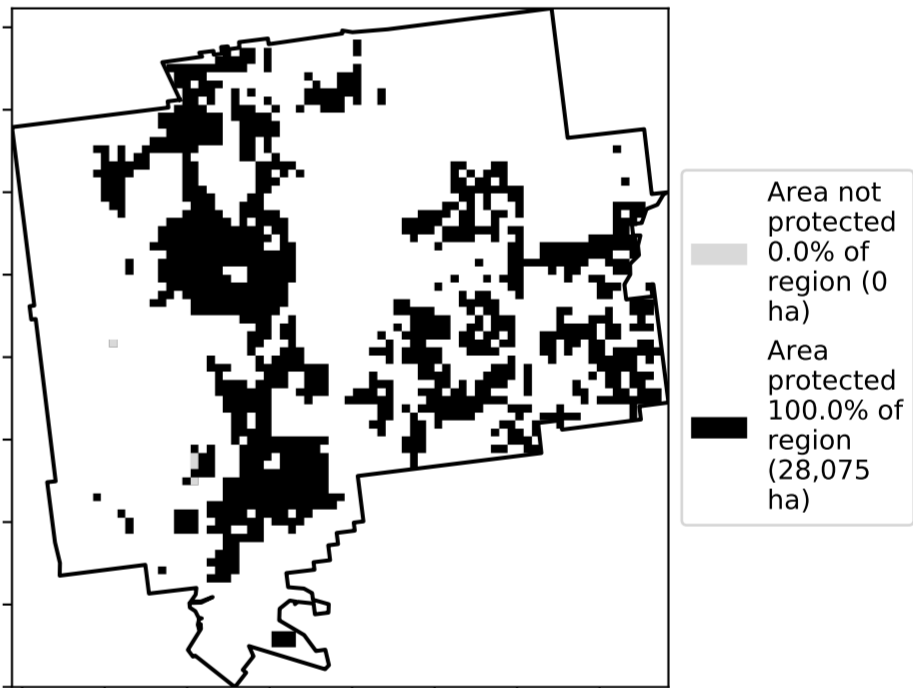 Area not
protected
0.0% of
region (0
ha)
Area
protected
100.0% of
region
(28,075
ha)